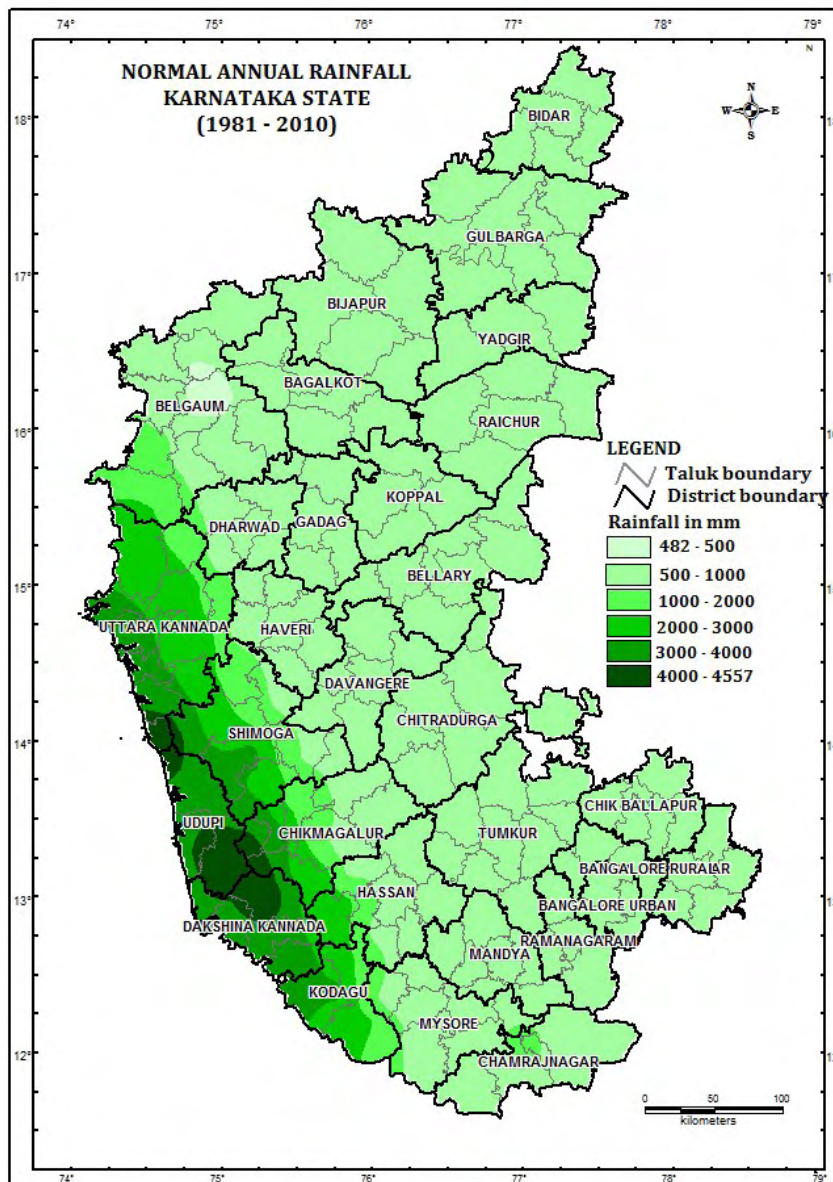 74° 75° 76° 77° 78° 79°
N
NORMAL ANNUAL RAINFALL
KARNATAKA STATE
(1981 - 2010)
N
W E
S
18°
BIDAR
2
GULBARGA
17°
BIJAPUR
YADGIR
BAGALKOT
BELGAUM
RAICHUR
16°
LEGEND
Taluk boundary
District boundary
KOPPAL
GADAG
DHARWAD
Rainfall in mm
482 - 500
500 - 1000
1000 - 2000
2000 - 3000
3000 - 4000
4000 - 4557
15°
BELLARY
UTTARA KANNADA
HAVERI
DAVANGERE
CHITRADURGA
14°
SHIMOGA
CHIK BALLAPUR
UDUPI
CHIKMAGALUR
TUMKUR
BANGALORE RURALAR
13°
HASSAN
BANGALORE URBAN
DAKSHINA KANNADA
RAMANAGARAM
MANDYA
KODAGU
MYSORE
12°
CHAMRAJNAGAR
0 50 100
kilometers
74° 75° 76° 77° 78° 79°